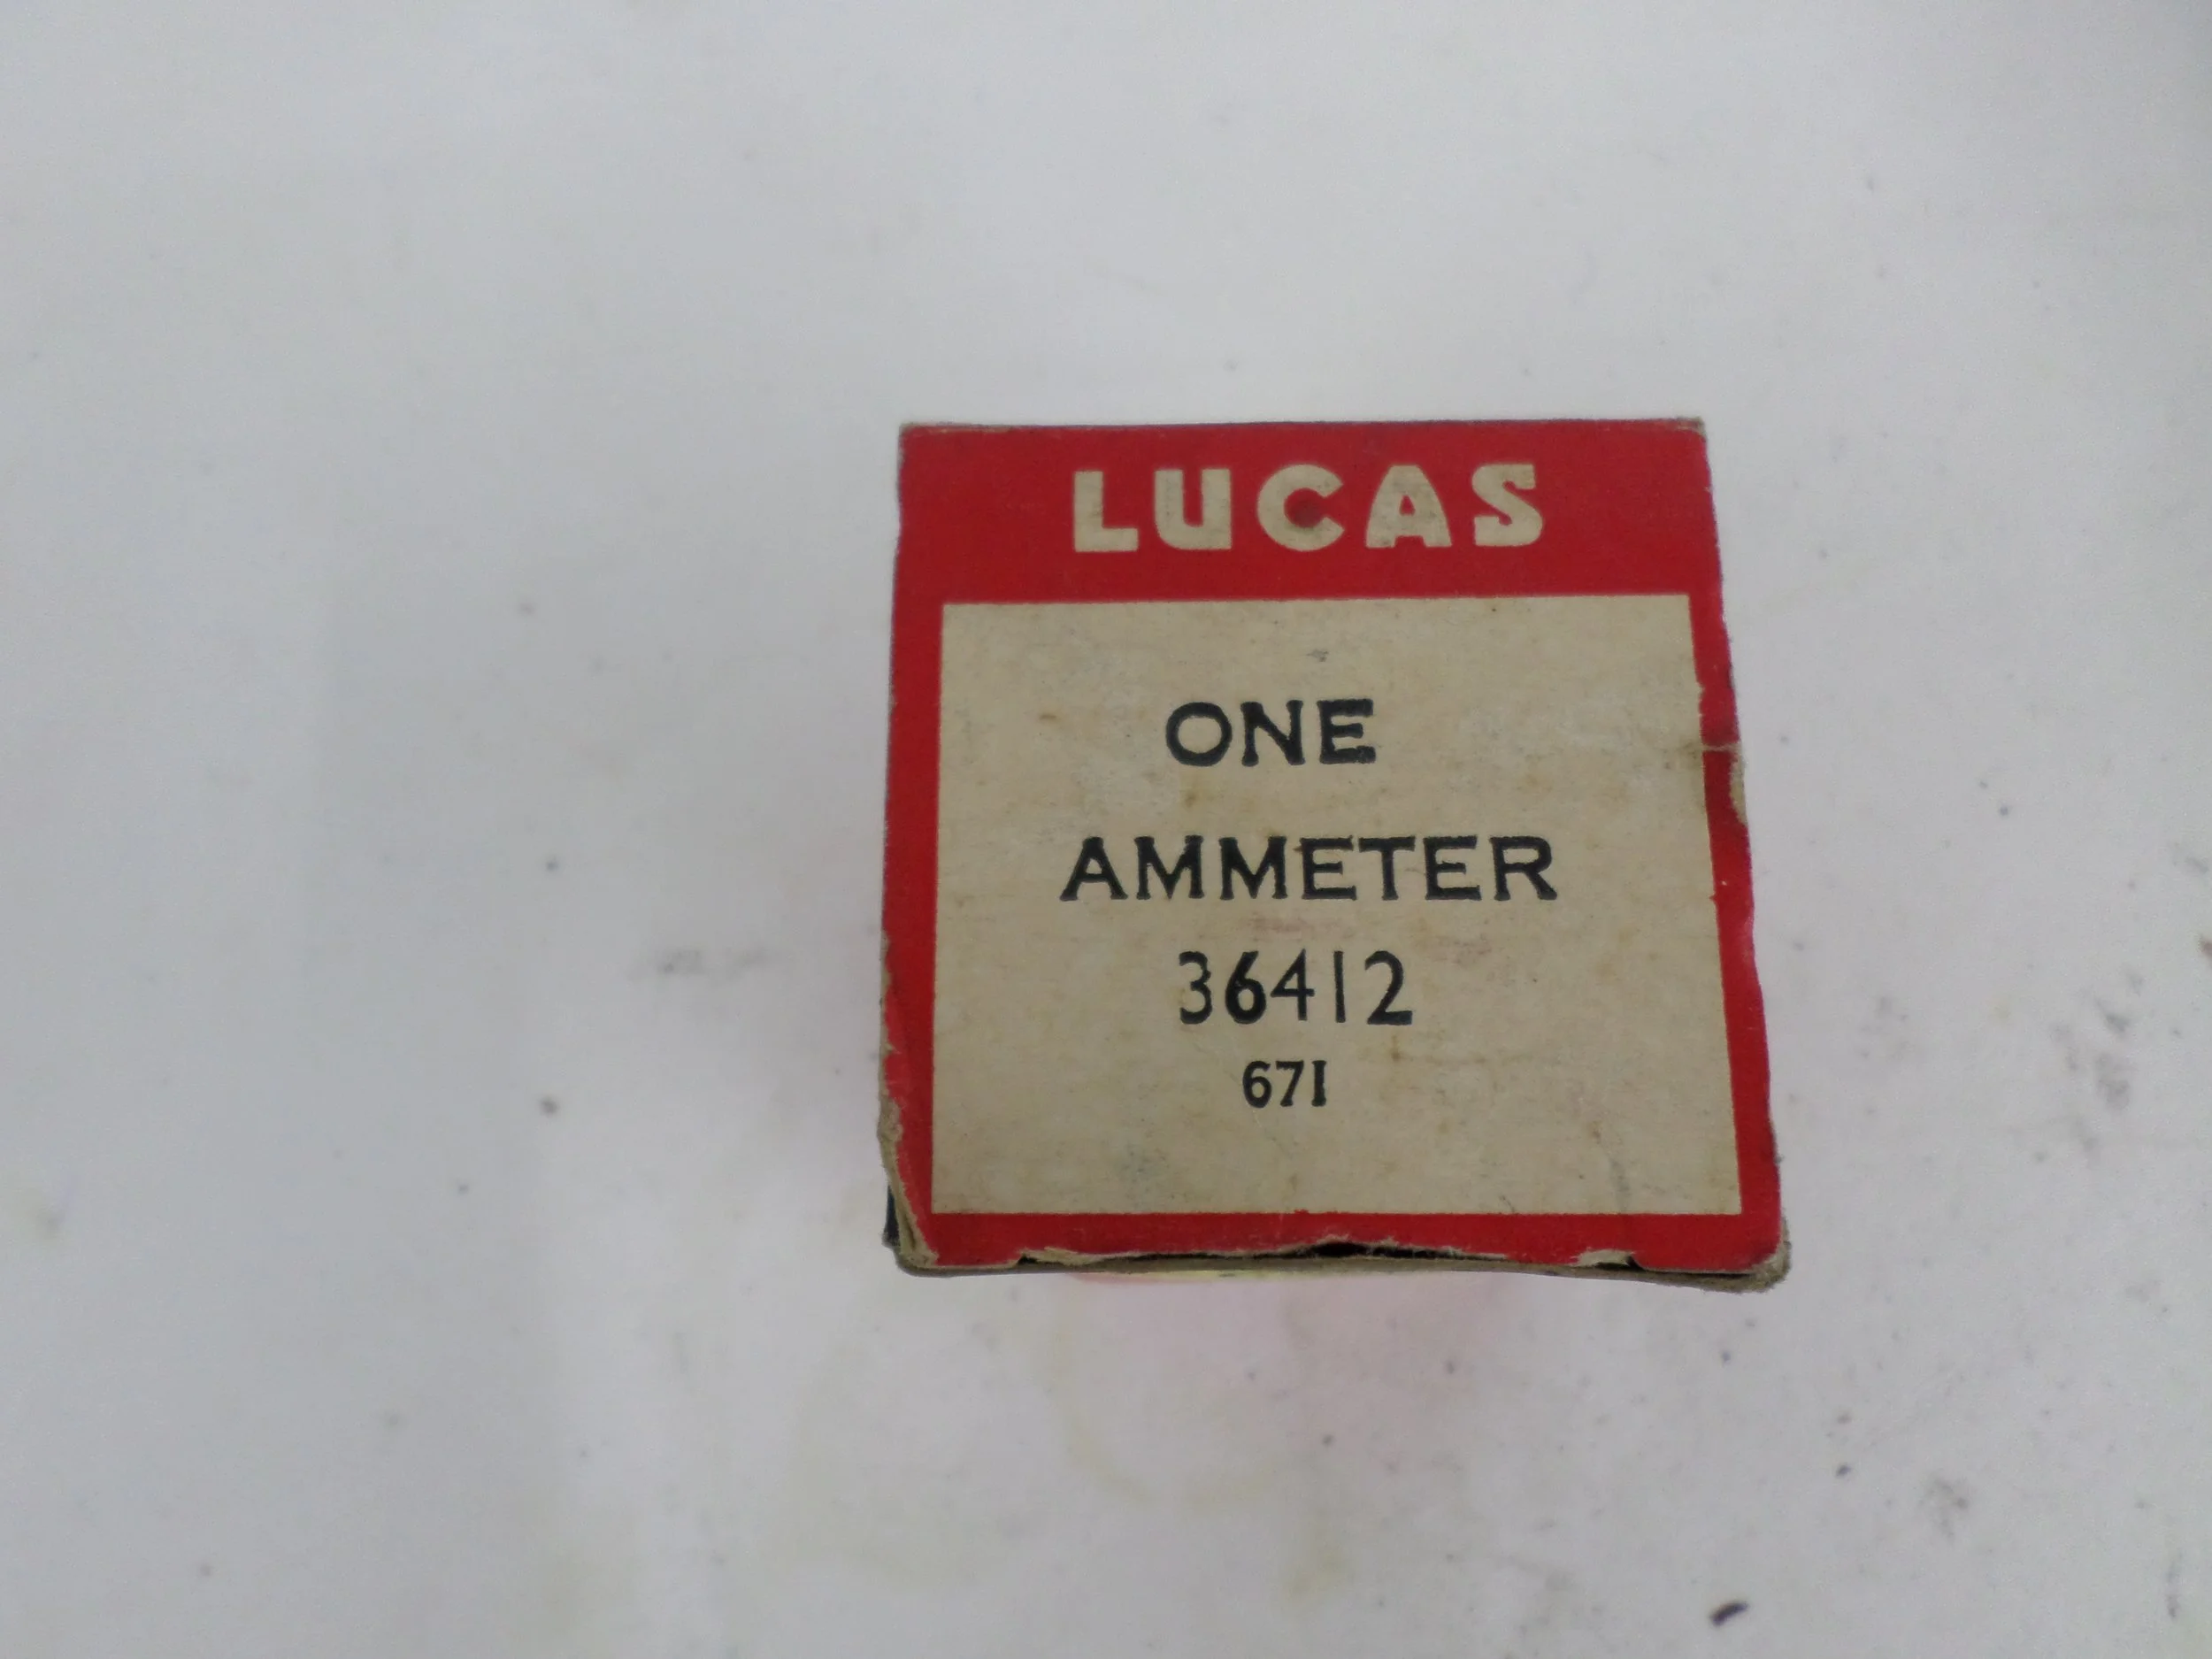 LUCAS
ONE
AMMETER
36412
671